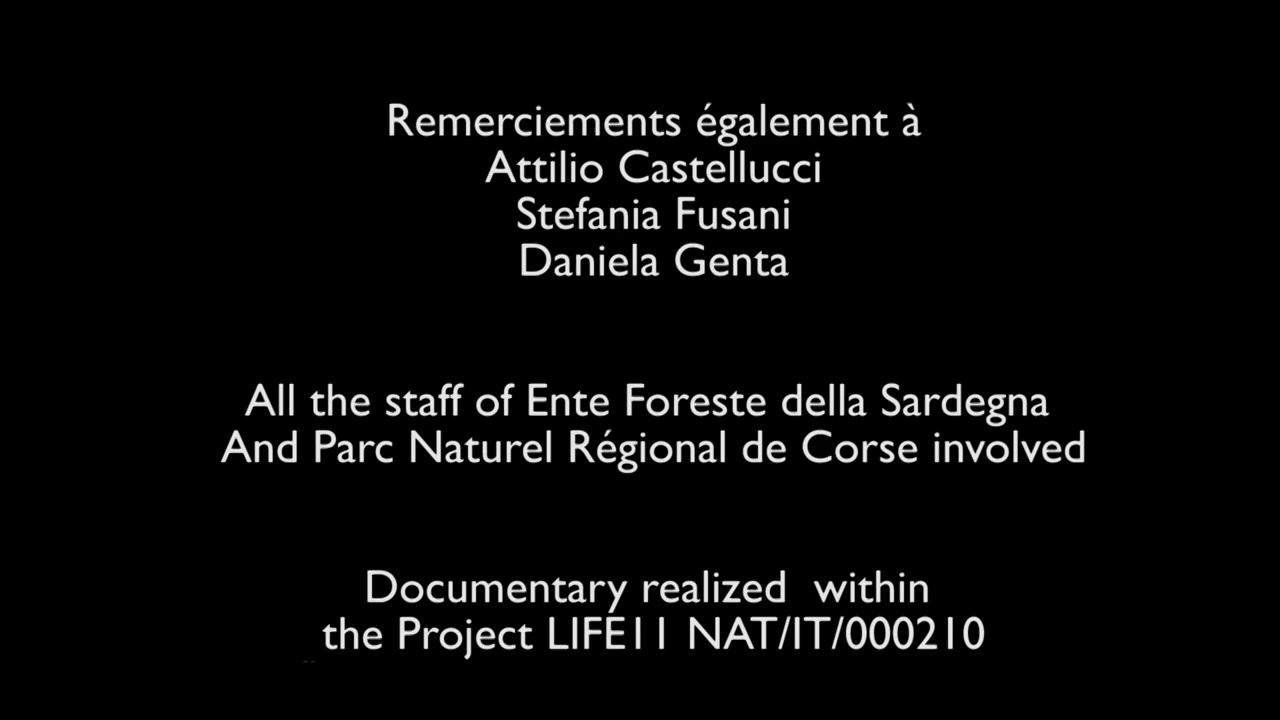 Remerciements également à
Attilio Castellucci
Stefania Fusani
Daniela Genta
All the staff of Ente Foreste della Sardegna
And Parc Naturel Régional de Corse involved
Documentary realized  within
the Project LIFE11 NAT/IT/000210